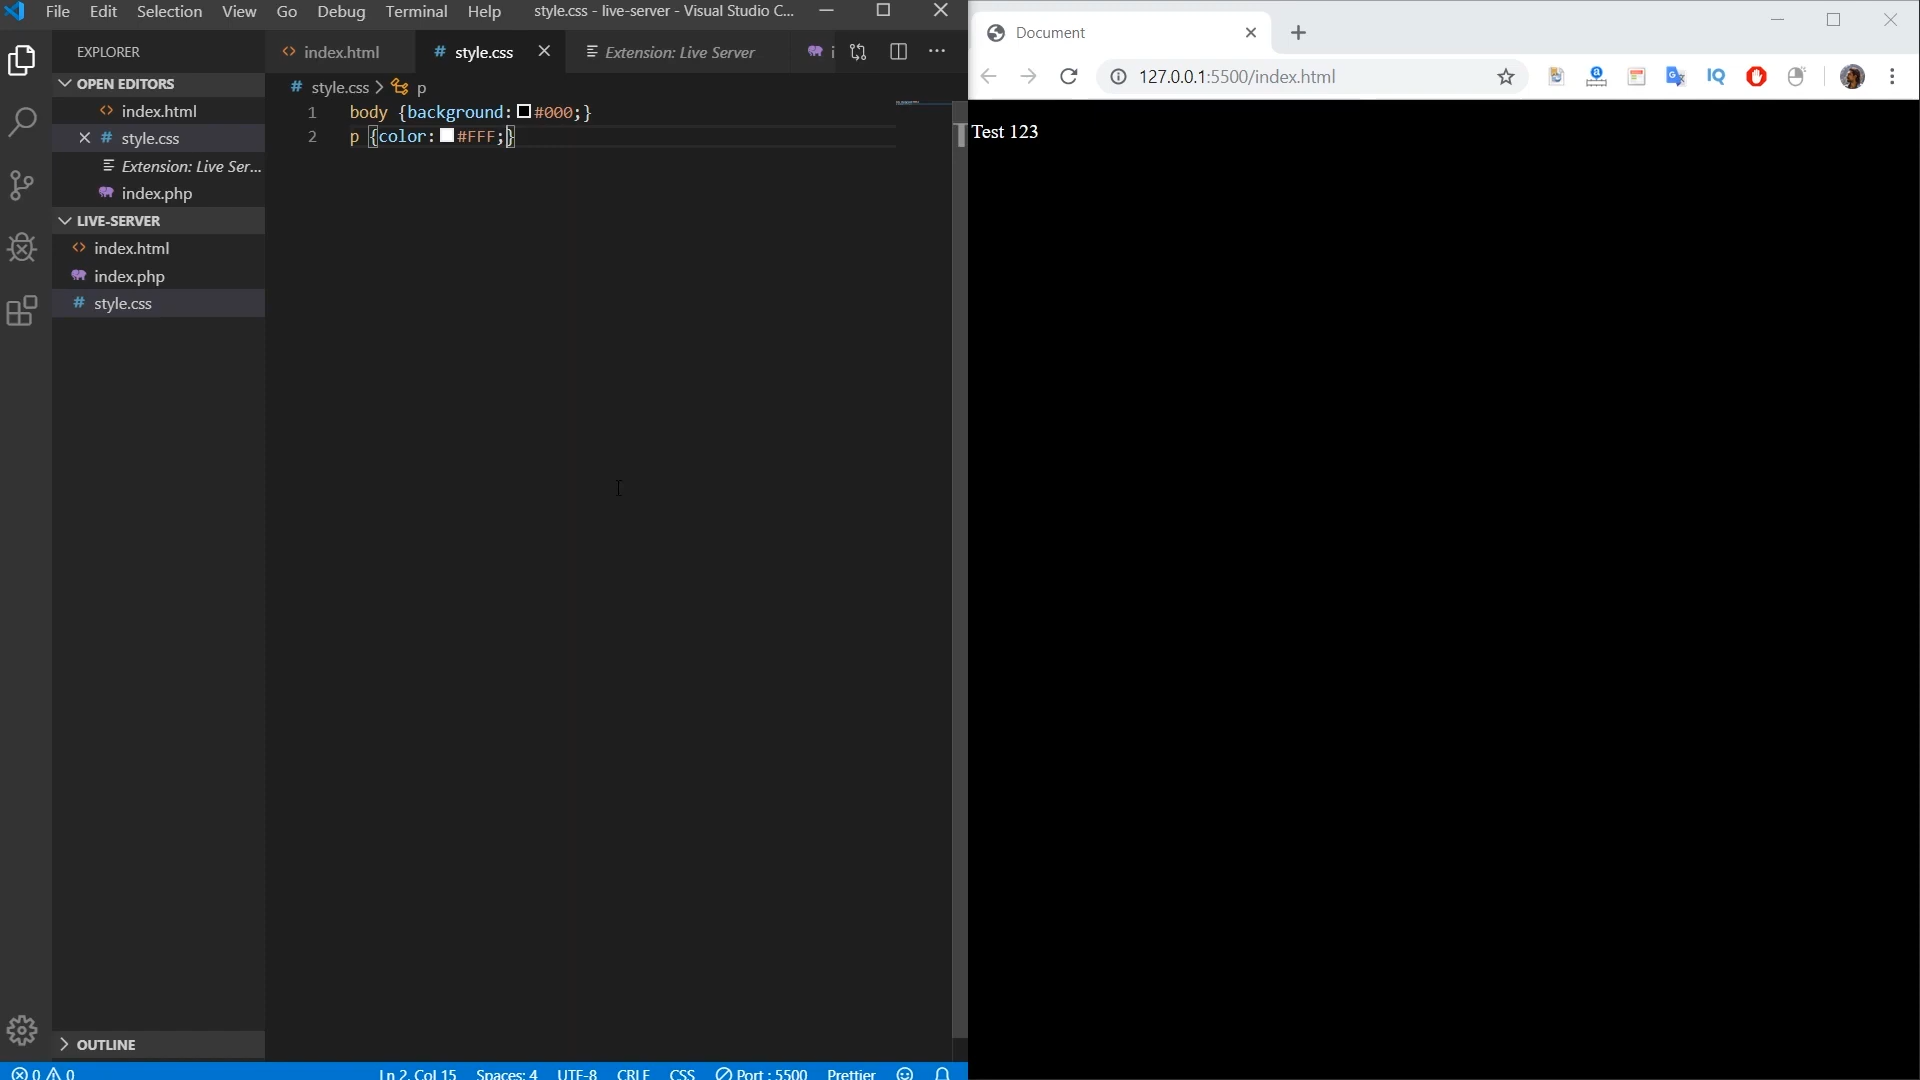 File Edit Selection View Go Debug Terminal Help style.css - live-server - Visual Studio C...
EXPLORER
OPEN EDITORS
index.html
style.css
Extension: Live Ser...
index.php
LIVE-SERVER
index.html
index.php
style.css
OUTLINE
index.html style.css Extension: Live Server i
style.css > p
1 body {background: #000;}
2 p {color: #FFF;}
0 0 Ln 2, Col 15 Spaces: 4 UTF-8 CRLF CSS Port : 5500 Prettier
Document
127.0.0.1:5500/index.html
Test 123